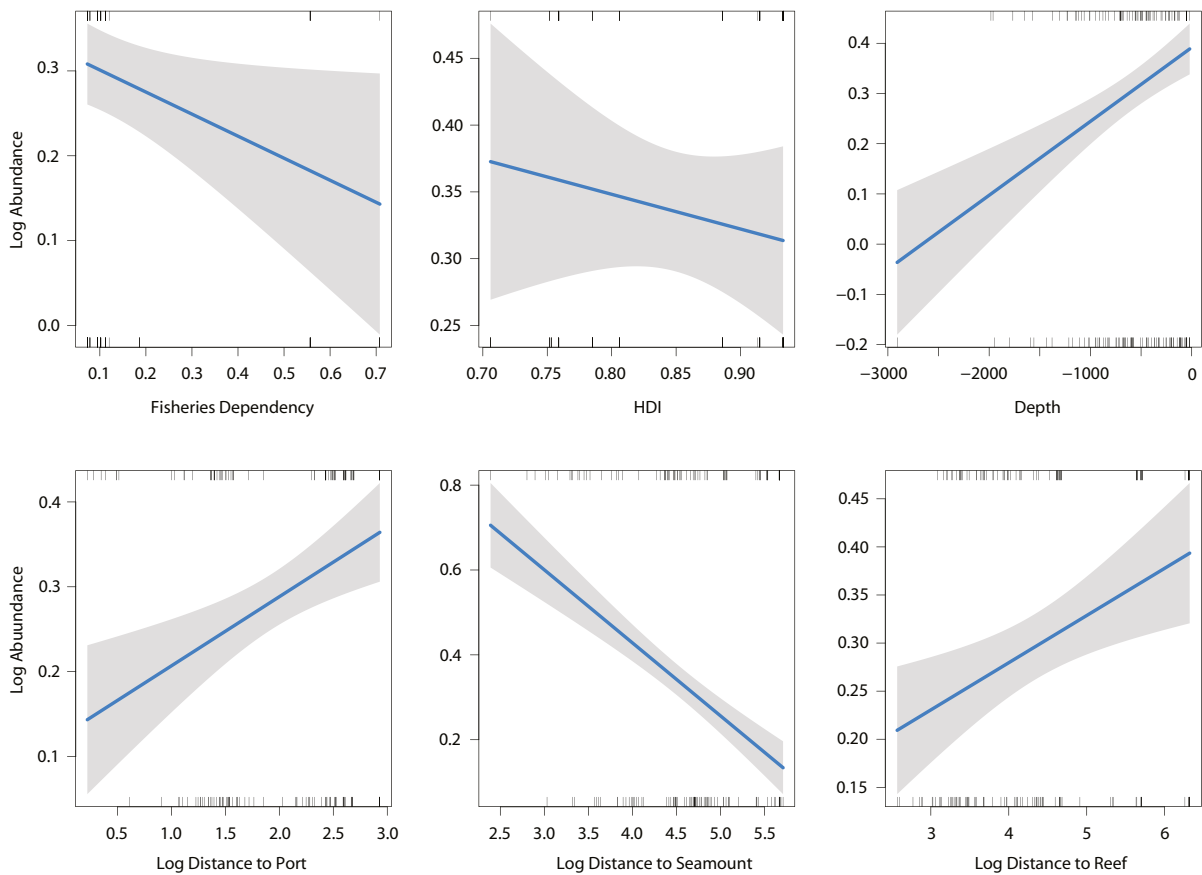 Log Abundance
0.3
0.2
0.1
0.0
0.1 0.2 0.3 0.4 0.5 0.6 0.7
Fisheries Dependency
0.45
0.40
0.35
0.30
0.25
0.70 0.75 0.80 0.85 0.90
HDI
0.4
0.3
0.2
0.1
0.0
−0.1
−0.2
−3000 −2000 −1000 0
Depth
Log Abuundance
0.4
0.3
0.2
0.1
0.5 1.0 1.5 2.0 2.5 3.0
Log Distance to Port
0.8
0.6
0.4
0.2
2.5 3.0 3.5 4.0 4.5 5.0 5.5
Log Distance to Seamount
0.45
0.40
0.35
0.30
0.25
0.20
0.15
3 4 5 6
Log Distance to Reef